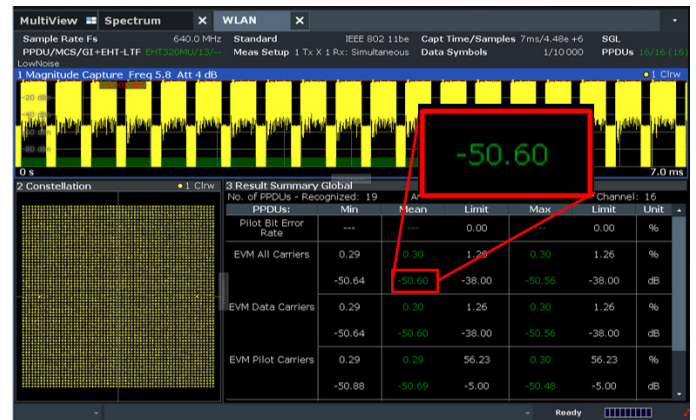 MultiView Spectrum X WLAN X
Sample Rate Fs 640.0 MHz Standard IEEE 802.11be Capt Time/Samples 7ms/4.48e+6 SGL
PPDU/MCS/GI+EHT-LTF EHT320MU/13/-- Meas Setup 1 Tx X 1 Rx: Simultaneous Data Symbols 1/10 000 PPDUs 16/16 (16)
LowNoise
1 Magnitude Capture Freq 5.8 Att 4 dB 1 Clrw
0 s 7.0 ms
-50.60
2 Constellation 1 Clrw 3 Result Summary Global
No. of PPDUs - Recognized: 19 Channel: 16
PPDUs: Min Mean Limit Max Limit Unit
Pilot Bit Error Rate --- --- 0.00 --- 0.00 %
EVM All Carriers 0.29 0.30 1.26 0.30 1.26 %
-50.64 -50.60 -38.00 -50.56 -38.00 dB
EVM Data Carriers 0.29 0.30 1.26 0.30 1.26 %
-50.64 -50.60 -38.00 -50.56 -38.00 dB
EVM Pilot Carriers 0.29 0.29 56.23 0.30 56.23 %
-50.88 -50.69 -5.00 -50.48 -5.00 dB
Ready